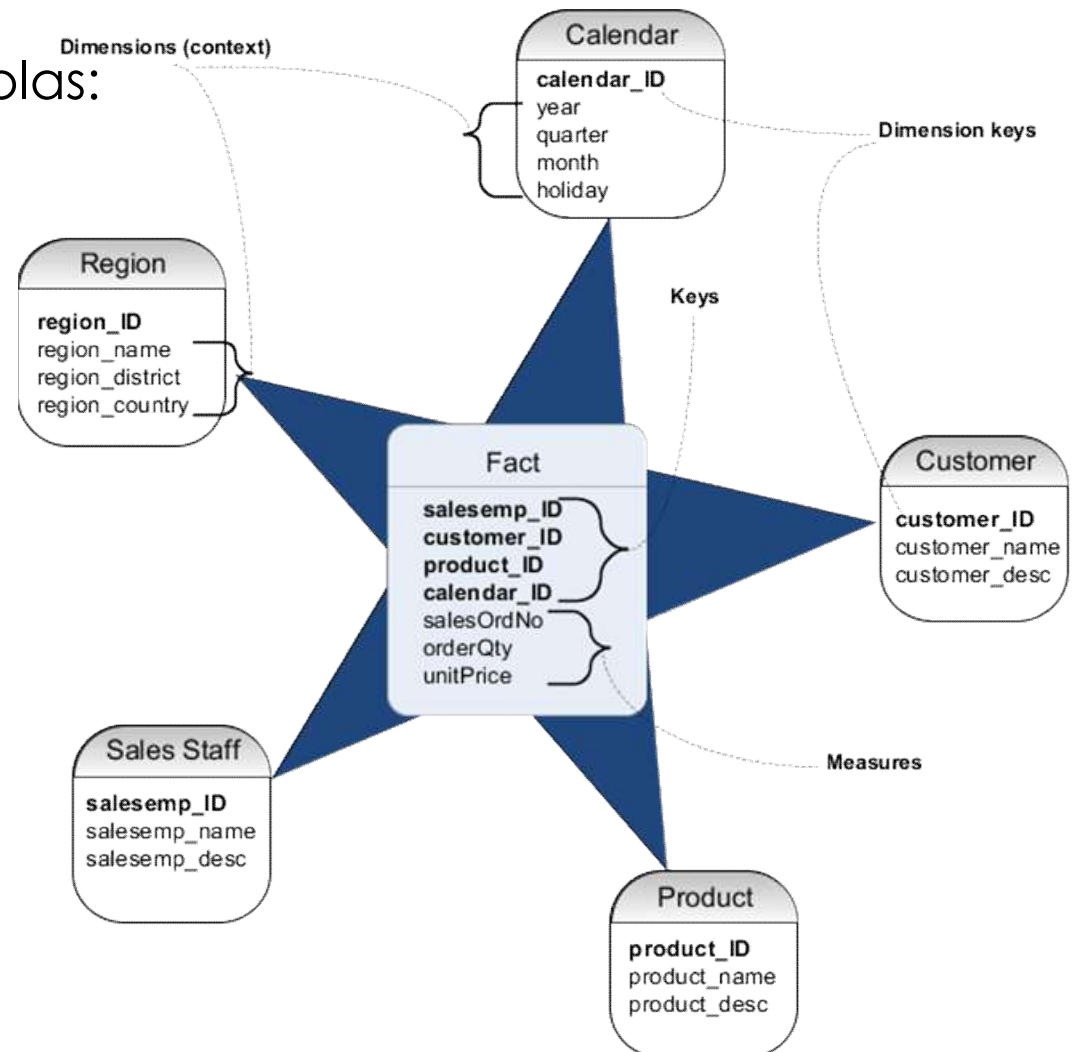 Dimensions (context)
olas:
Calendar
calendar_ID
year
quarter
month
holiday
Dimension keys
Region
region_ID
region_name
region_district
region_country
Keys
Fact
salesemp_ID
customer_ID
product_ID
calendar_ID
salesOrdNo
orderQty
unitPrice
Customer
customer_ID
customer_name
customer_desc
Sales Staff
salesemp_ID
salesemp_name
salesemp_desc
Measures
Product
product_ID
product_name
product_desc